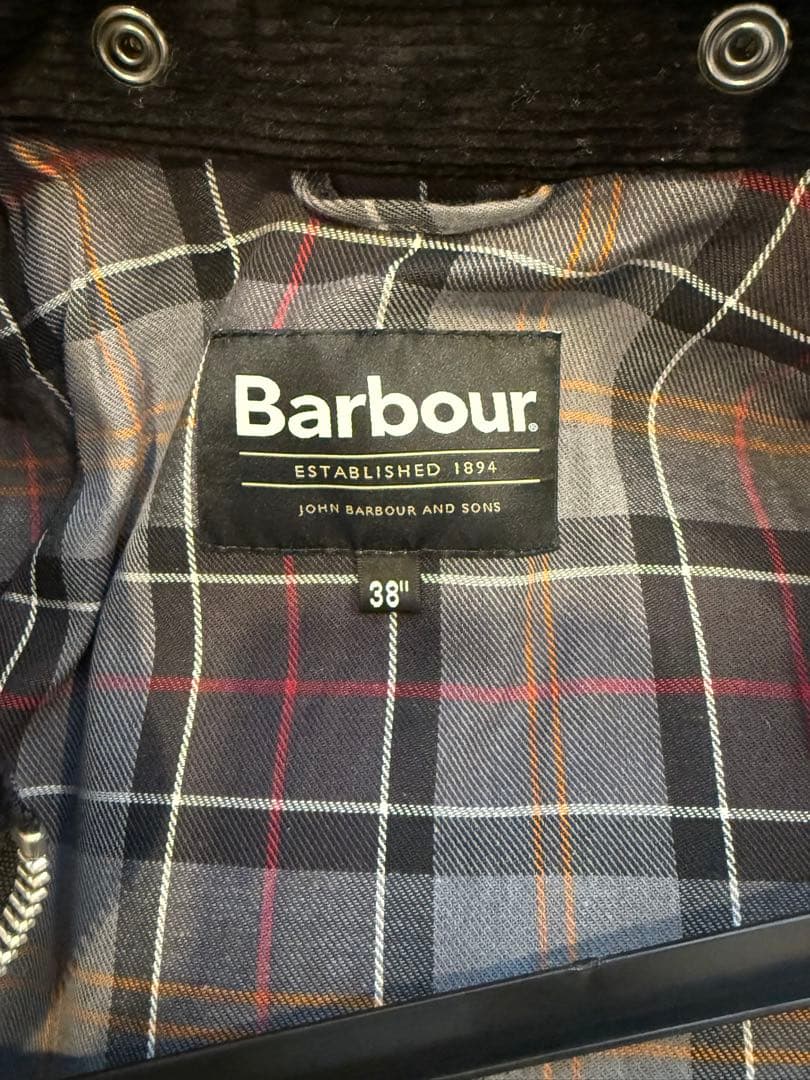 Barbour®
ESTABLISHED 1894
JOHN BARBOUR AND SONS
38"